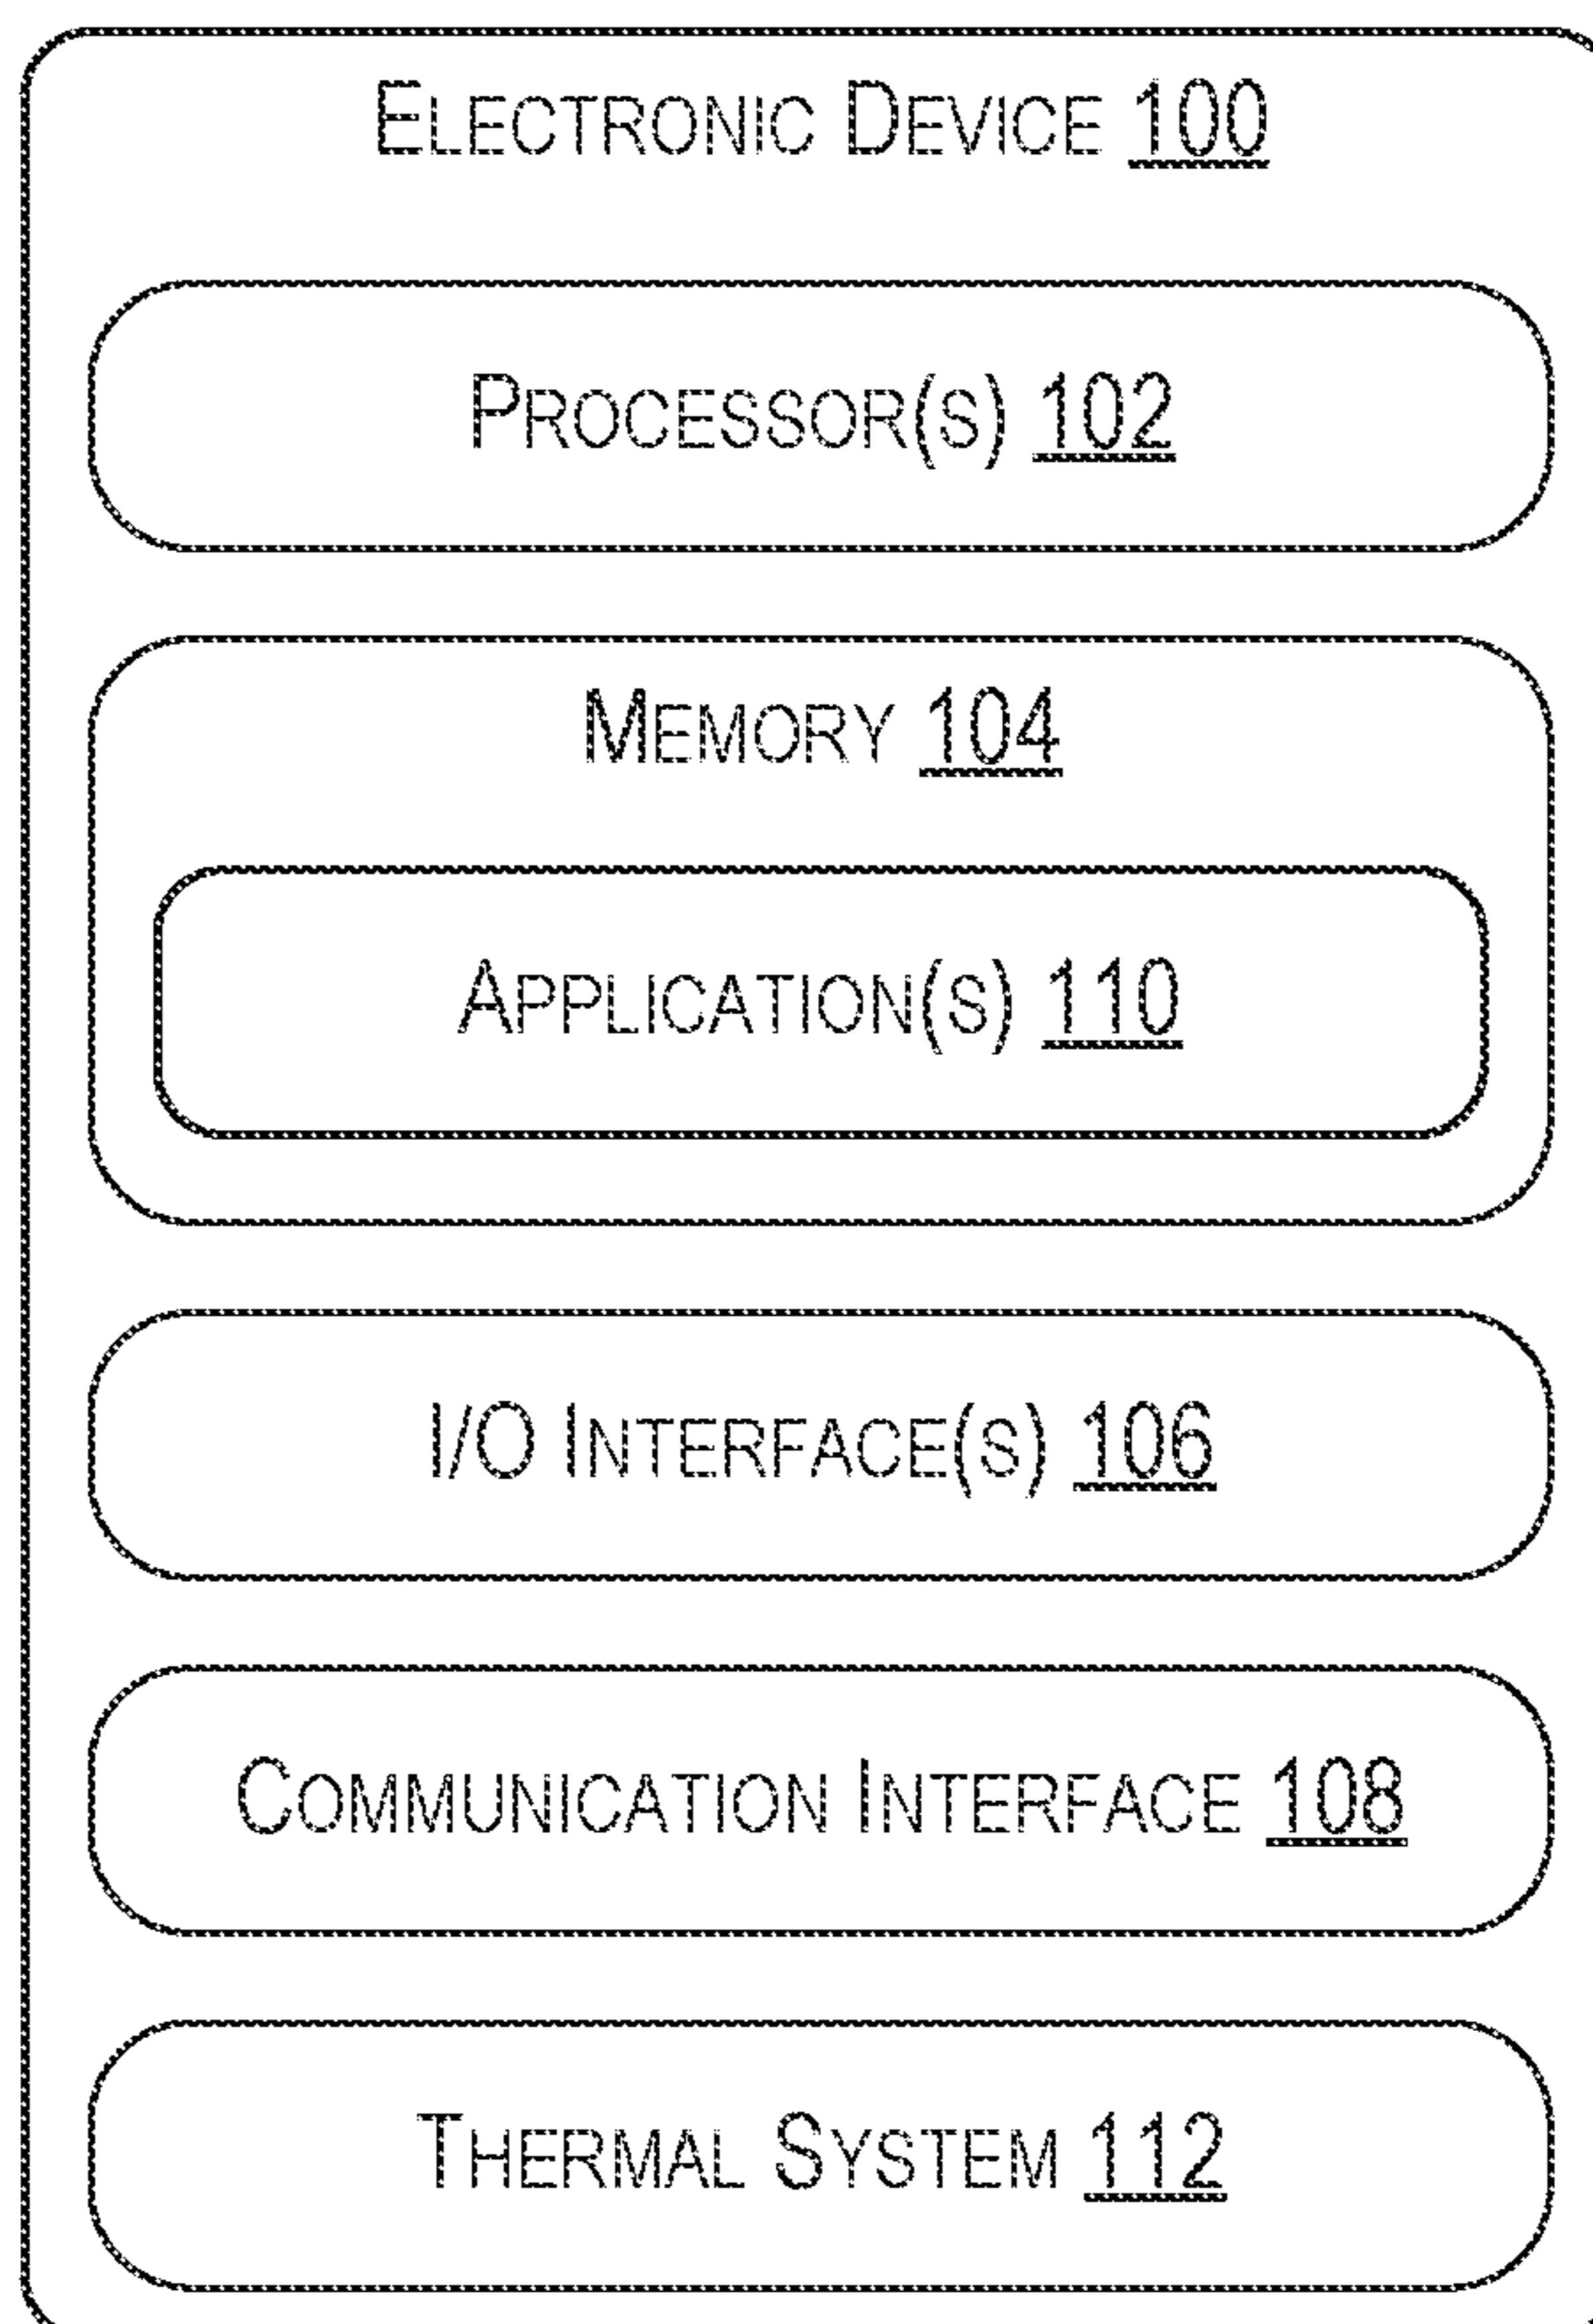 ELECTRONIC DEVICE 100
PROCESSOR(S) 102
MEMORY 104
APPLICATION(S) 110
I/O INTERFACE(S) 106
COMMUNICATION INTERFACE 108
THERMAL SYSTEM 112